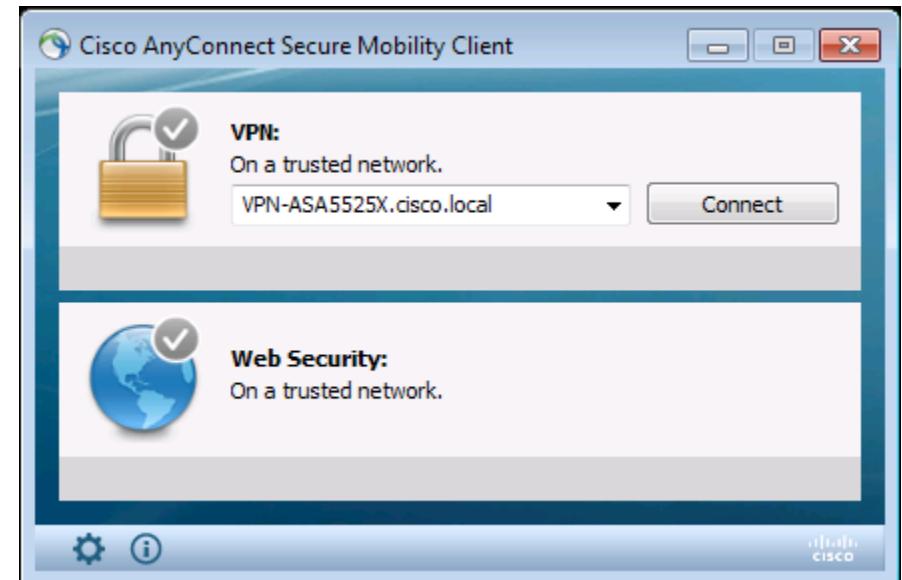 Cisco AnyConnect Secure Mobility Client
VPN:
On a trusted network.
VPN-ASA5525X.cisco.local
Connect
Web Security:
On a trusted network.
CISCO